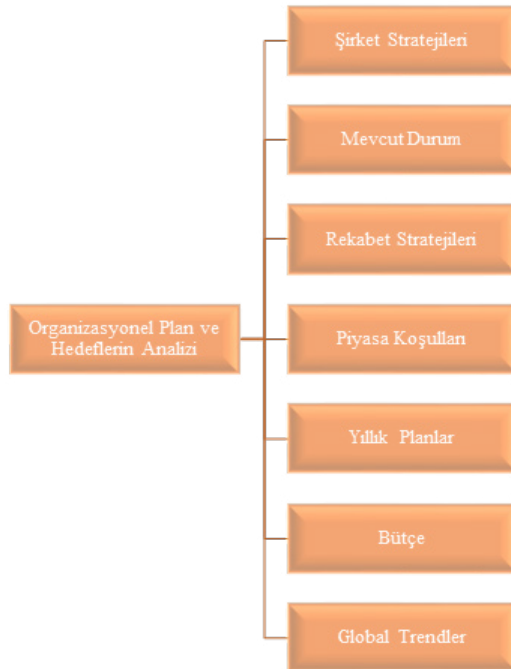 Şirket Stratejileri
Mevcut Durum
Rekabet Stratejileri
Organizasyonel Plan ve
Hedeflerin Analizi
Piyasa Koşulları
Yıllık Planlar
Bütçe
Global Trendler